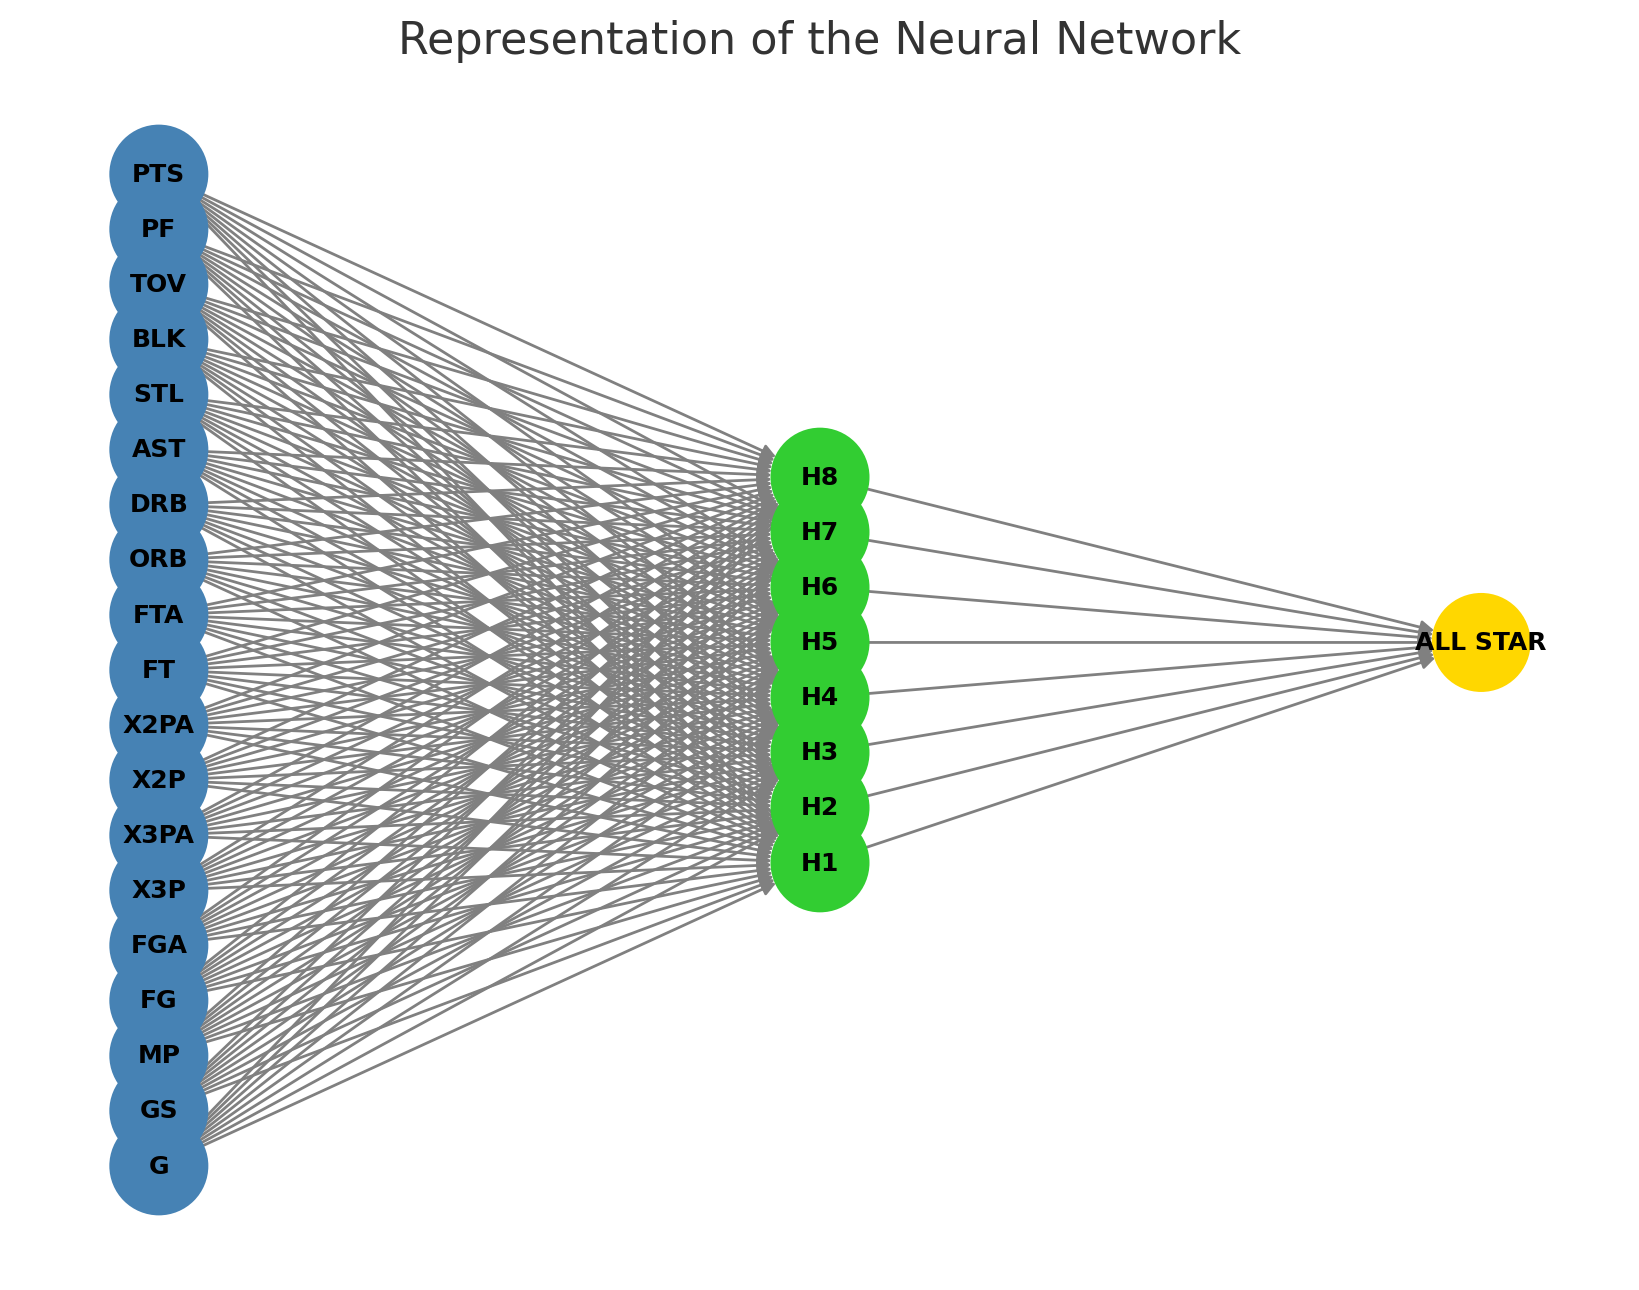 Representation of the Neural Network
PTS
PF
TOV
BLK
STL
AST
DRB
ORB
FTA
FT
X2PA
X2P
X3PA
X3P
FGA
FG
MP
GS
G
H8
H7
H6
H5
H4
H3
H2
H1
ALL STAR